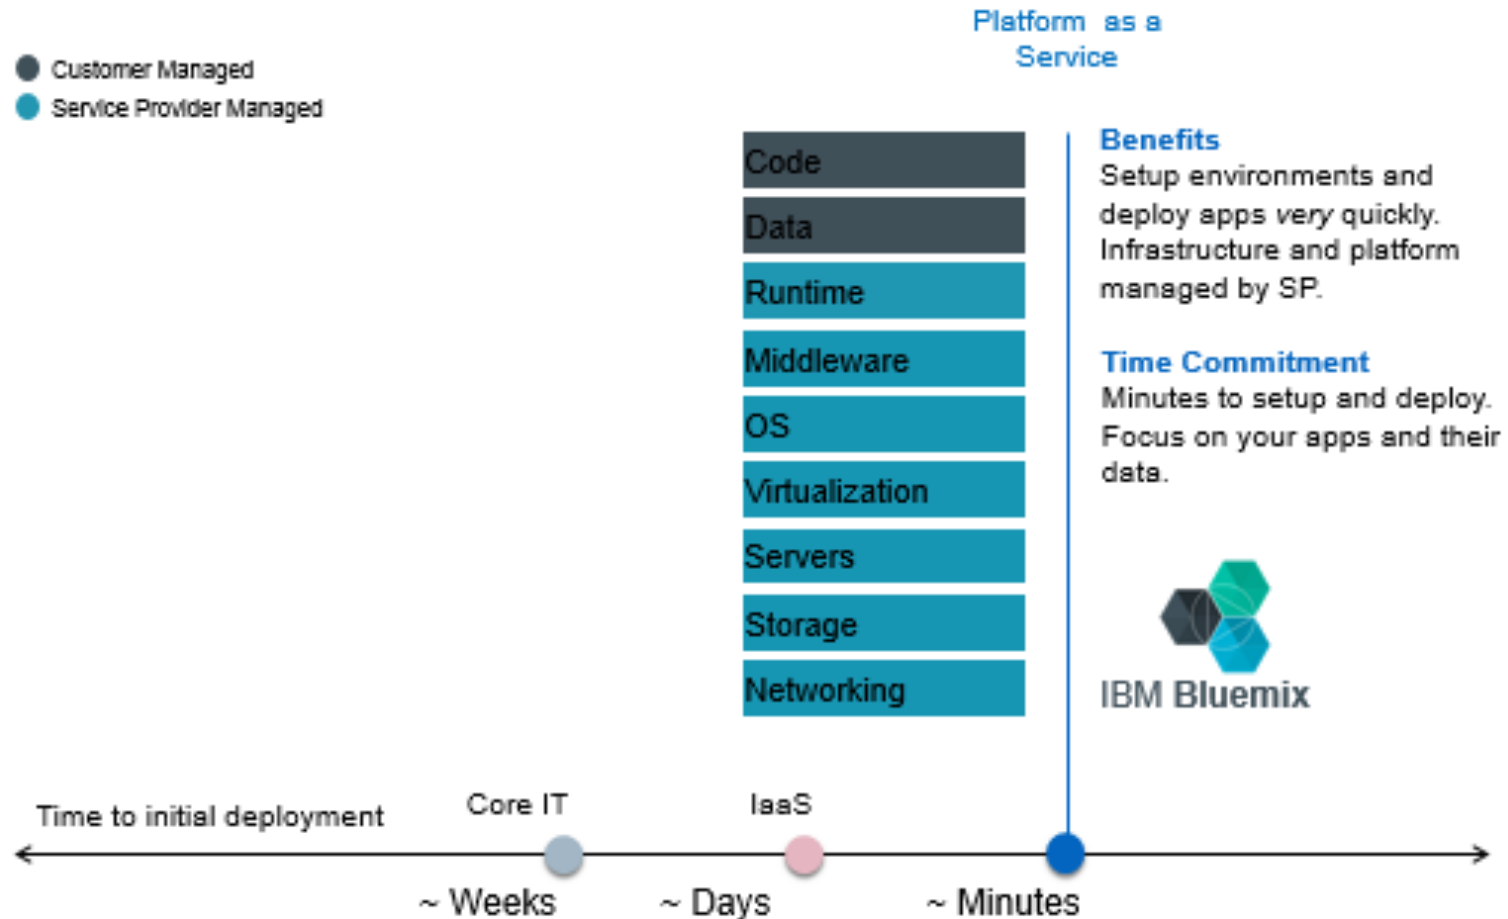 Platform as a
Service
Customer Managed
Service Provider Managed
Code
Data
Runtime
Middleware
OS
Virtualization
Servers
Storage
Networking
Benefits
Setup environments and
deploy apps very quickly.
Infrastructure and platform
managed by SP.
Time Commitment
Minutes to setup and deploy.
Focus on your apps and their
data.
IBM Bluemix
Time to initial deployment
Core IT
IaaS
~ Weeks
~ Days
~ Minutes